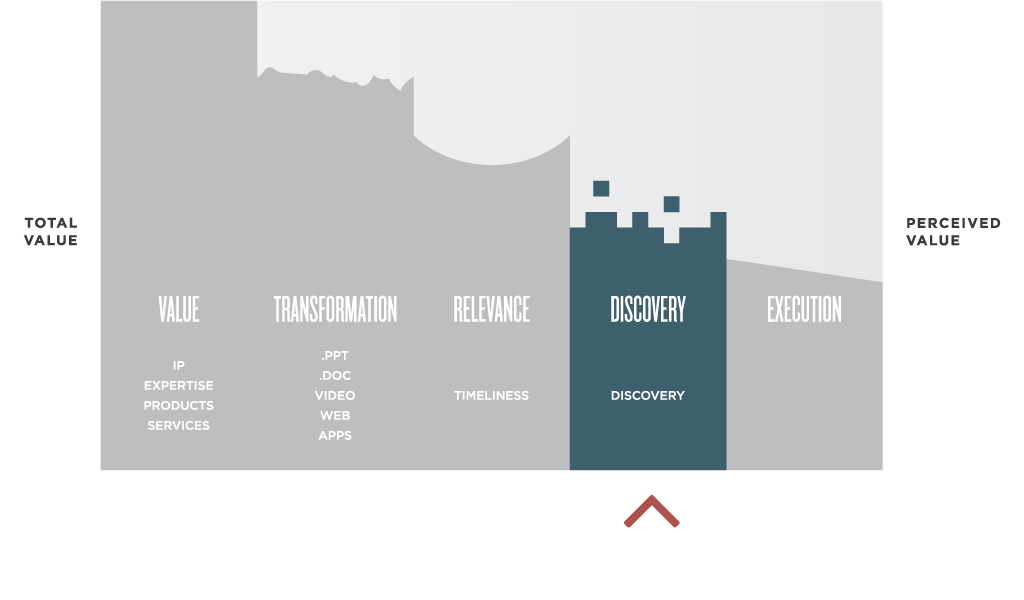 TOTAL
VALUE
PERCEIVED
VALUE
VALUE
TRANSFORMATION
RELEVANCE
DISCOVERY
EXECUTION
IP
EXPERTISE
PRODUCTS
SERVICES
.PPT
.DOC
VIDEO
WEB
APPS
TIMELINESS
DISCOVERY